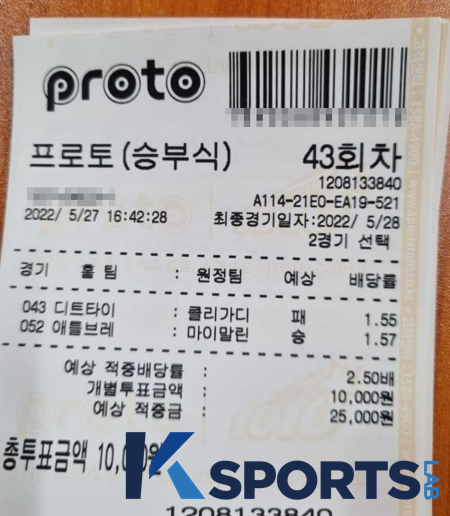 proto
프로토(승부식) 43회차
1208133840
A114-21E0-EA19-521
2022/ 5/27 16:42:28 최종경기일자:2022/ 5/28
2경기 선택
경기 홈 팀 : 원정팀 예상 배당률
043 디트타이 : 클리가디 패 1.55
052 애틀브레 : 마이말린 승 1.57
예상 적중배당률 : 2.50배
개별투표금액 : 10,000원
예상 적중금 : 25,000원
총투표금액 10,000원
KSPORTS LAB
1208133840